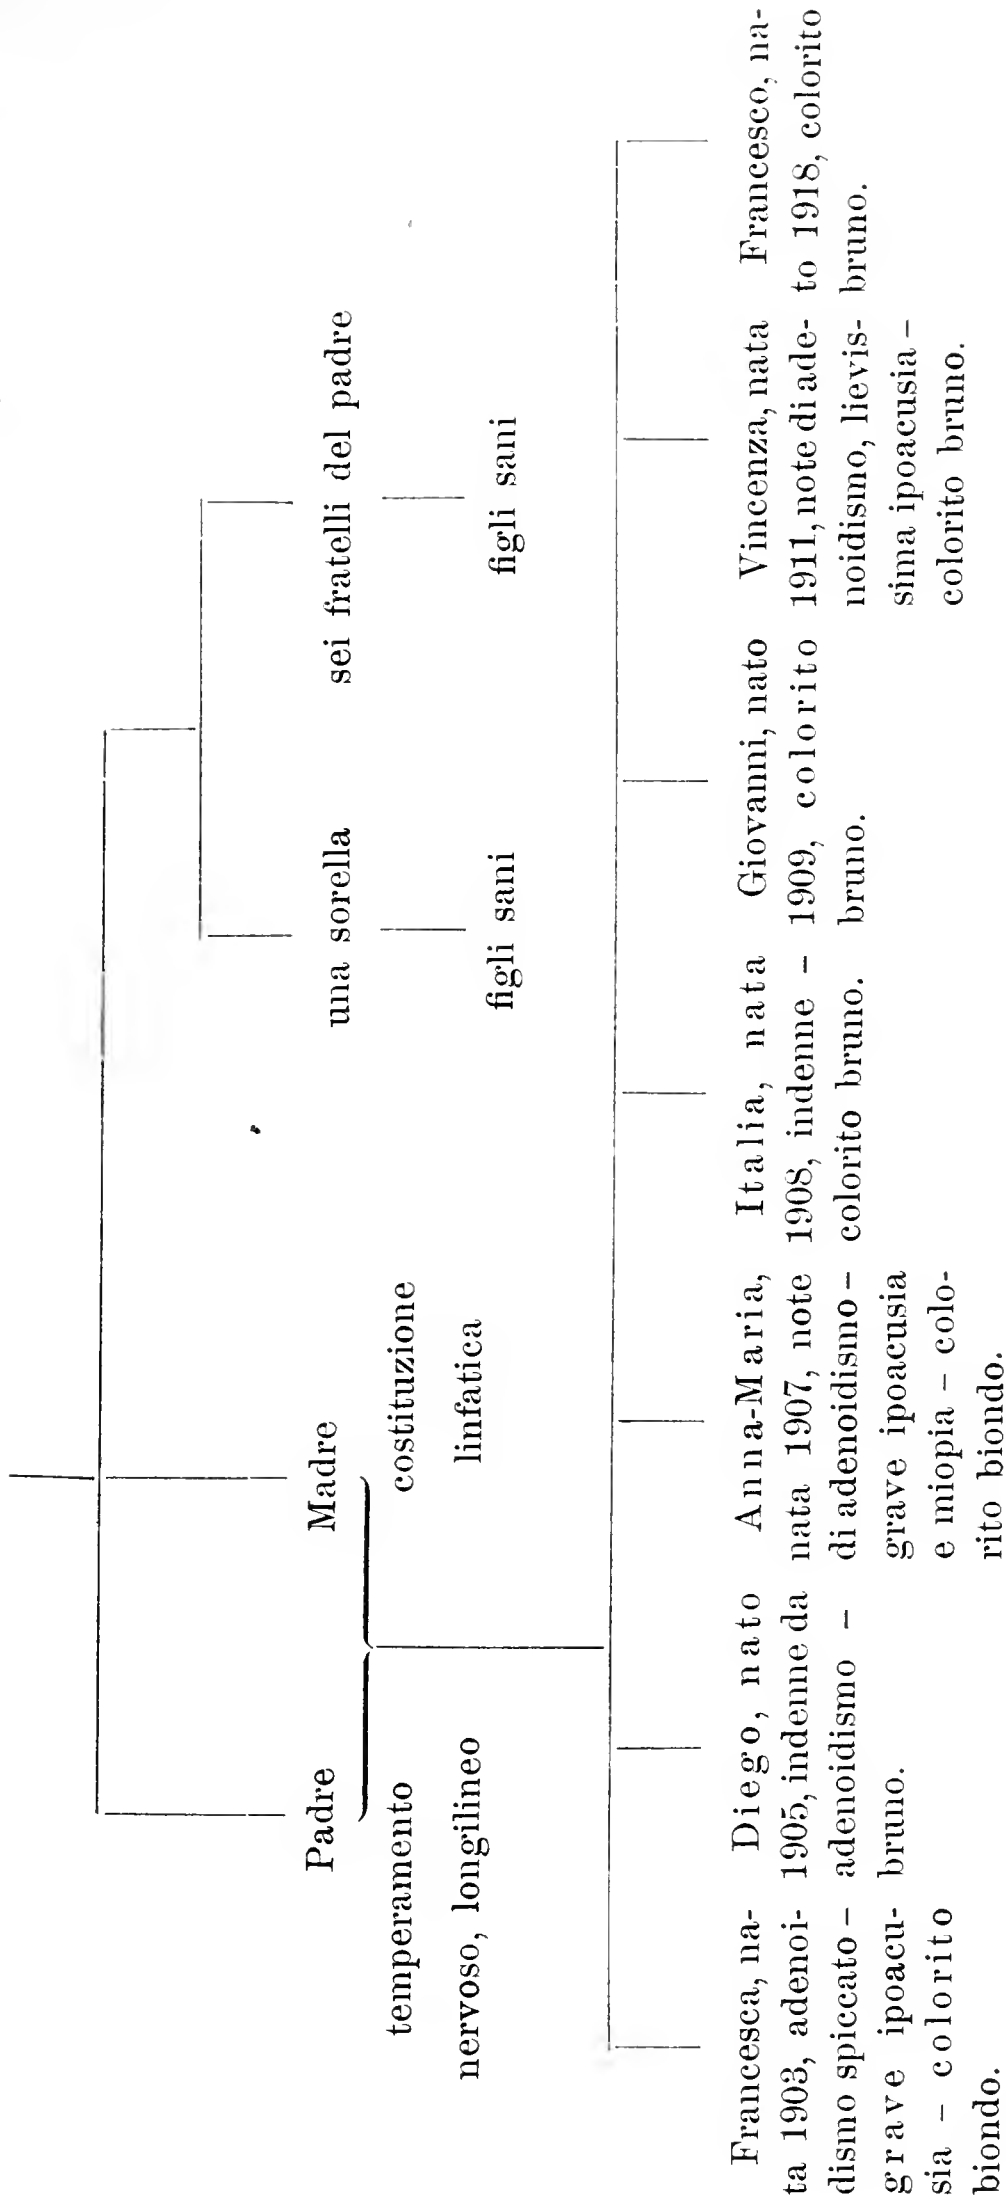 una sorella
sei fratelli del padre
figli sani
figli sani
Padre
Madre
temperamento
nervoso, longilineo
costituzione
linfatica
Francesca, na-
ta 1903, adenoi-
dismo spiccato –
grave ipoacu-
sia – colorito
biondo.
Diego, nato
1905, indenne da
adenoidismo –
bruno.
Anna-Maria,
nata 1907, note
di adenoidismo –
grave ipoacusia
e miopia – colo-
rito biondo.
Italia, nata
1908, indenne –
colorito bruno.
Giovanni, nato
1909, colorito
bruno.
Vincenza, nata
1911, note di ade-
noidismo, lievis-
sima ipoacusia –
colorito bruno.
Francesco, na-
to 1918, colorito
bruno.